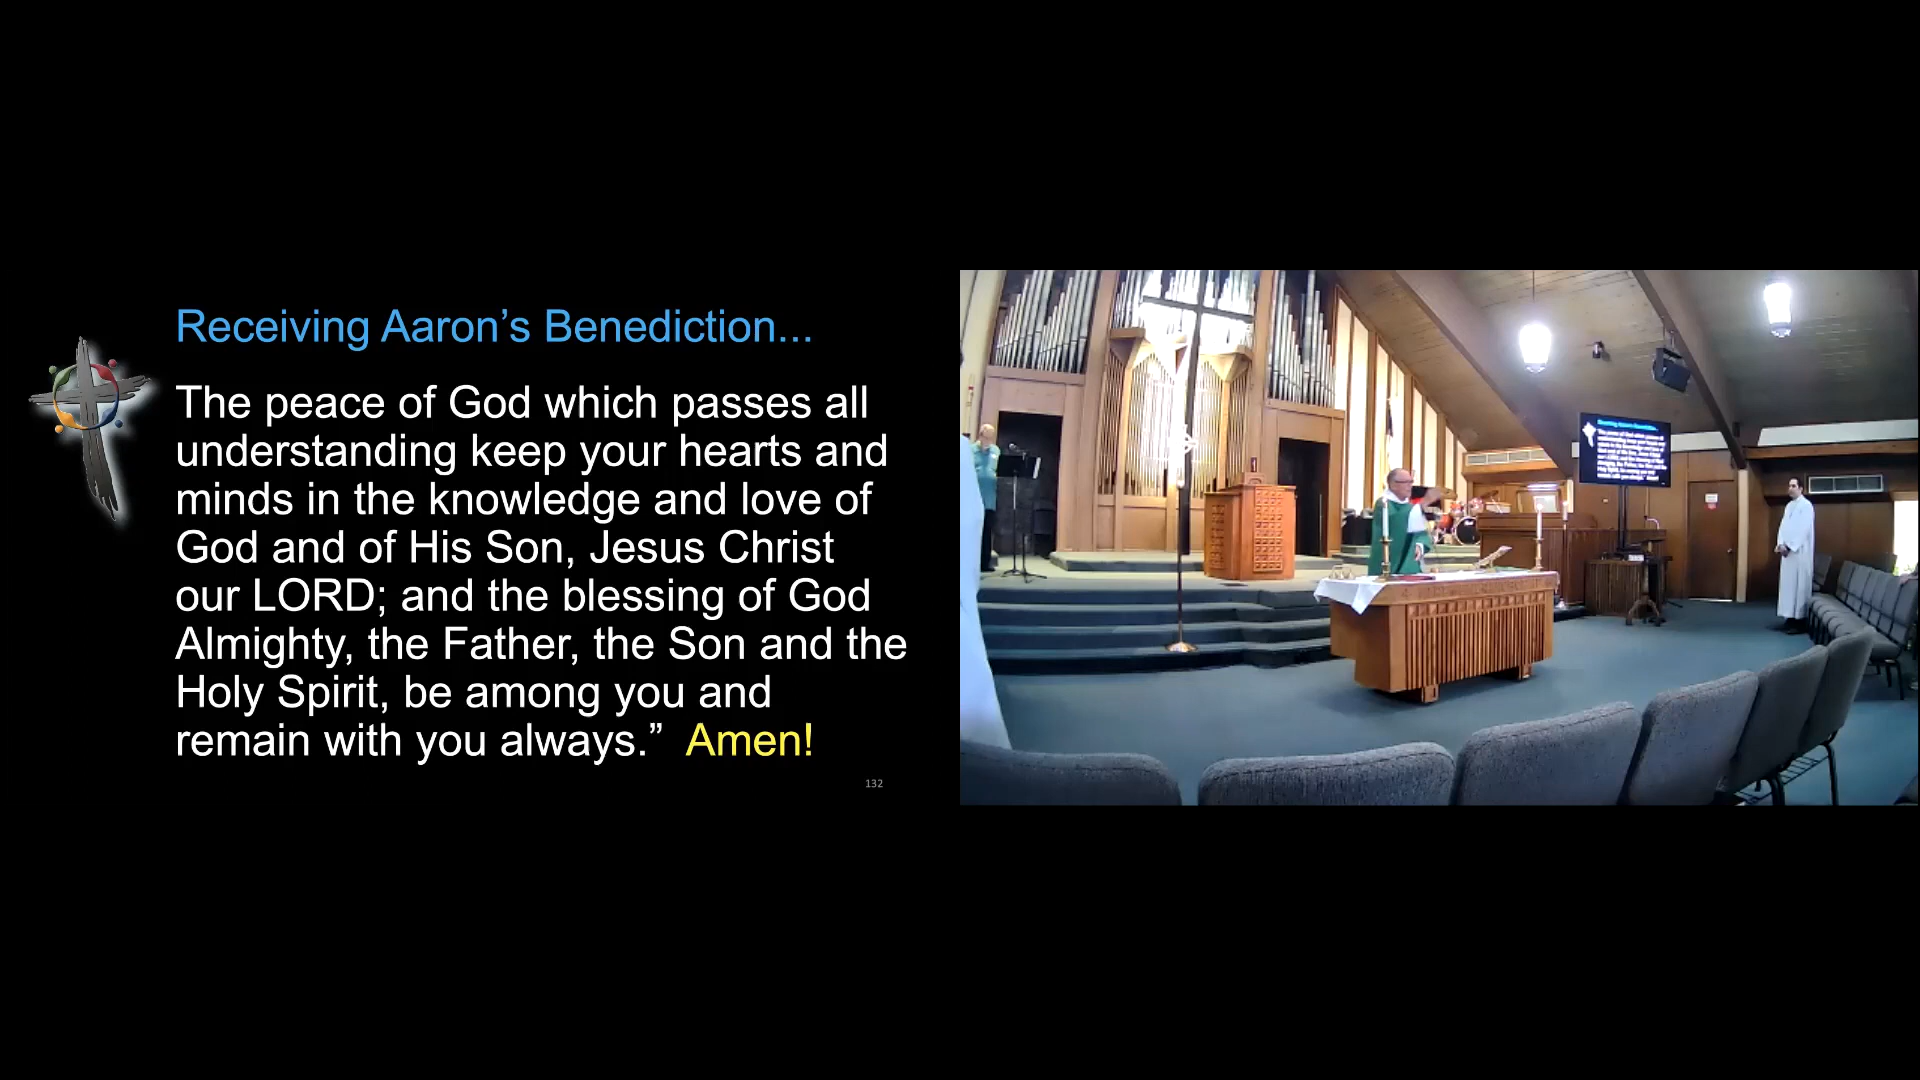 Receiving Aaron’s Benediction...
The peace of God which passes all
understanding keep your hearts and
minds in the knowledge and love of
God and of His Son, Jesus Christ
our LORD; and the blessing of God
Almighty, the Father, the Son and the
Holy Spirit, be among you and
remain with you always.”  Amen!
132